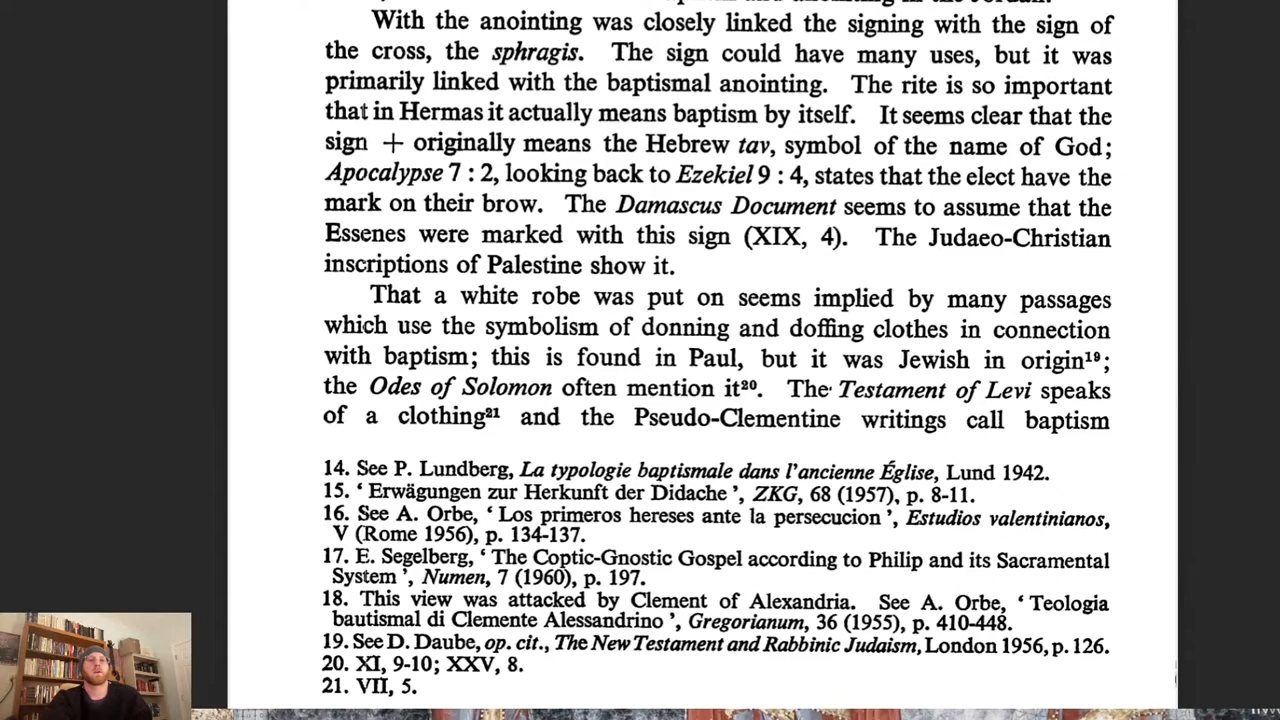 With the anointing was closely linked the signing with the sign of
the cross, the sphragis. The sign could have many uses, but it was
primarily linked with the baptismal anointing. The rite is so important
that in Hermas it actually means baptism by itself. It seems clear that the
sign + originally means the Hebrew tav, symbol of the name of God;
Apocalypse 7 : 2, looking back to Ezekiel 9 : 4, states that the elect have the
mark on their brow. The Damascus Document seems to assume that the
Essenes were marked with this sign (XIX, 4). The Judaeo-Christian
inscriptions of Palestine show it.
That a white robe was put on seems implied by many passages
which use the symbolism of donning and doffing clothes in connection
with baptism; this is found in Paul, but it was Jewish in origin¹⁹;
the Odes of Solomon often mention it²⁰. The Testament of Levi speaks
of a clothing²¹ and the Pseudo-Clementine writings call baptism
14. See P. Lundberg, La typologie baptismale dans l'ancienne Église, Lund 1942.
15. ‘ Erwägungen zur Herkunft der Didache ’, ZKG, 68 (1957), p. 8-11.
16. See A. Orbe, ‘ Los primeros hereses ante la persecucion ’, Estudios valentinianos,
V (Rome 1956), p. 134-137.
17. E. Segelberg, ‘ The Coptic-Gnostic Gospel according to Philip and its Sacramental
System ’, Numen, 7 (1960), p. 197.
18. This view was attacked by Clement of Alexandria. See A. Orbe, ‘ Teologia
bautismal di Clemente Alessandrino ’, Gregorianum, 36 (1955), p. 410-448.
19. See D. Daube, op. cit., The New Testament and Rabbinic Judaism, London 1956, p. 126.
20. XI, 9-10; XXV, 8.
21. VII, 5.